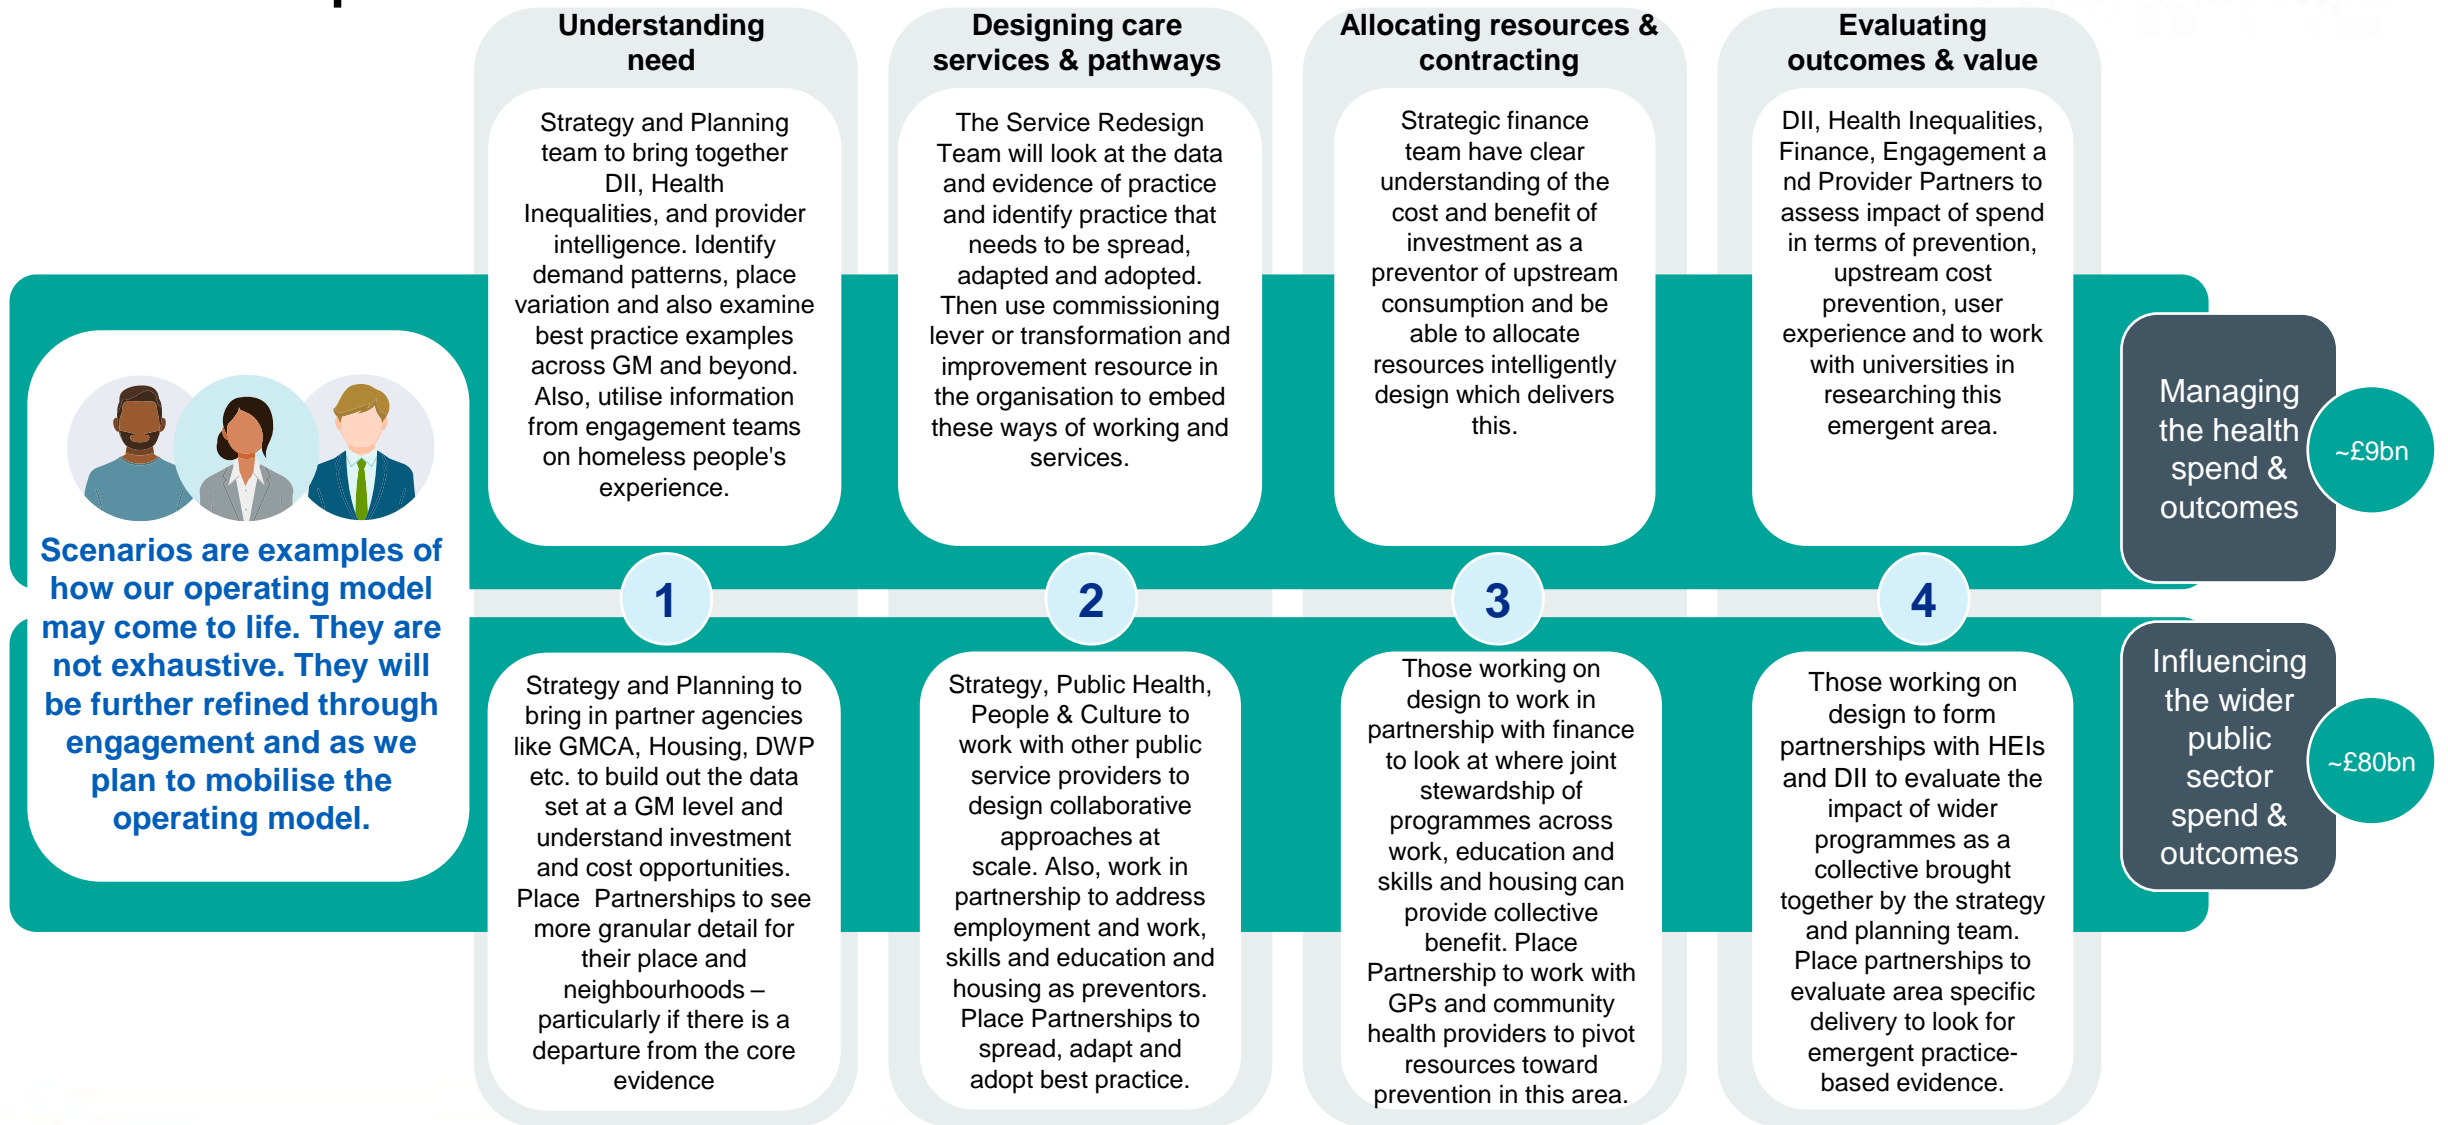 Understanding
need
Designing care
services & pathways
Allocating resources &
contracting
Evaluating
outcomes & value
Strategy and Planning
team to bring together
DII, Health
Inequalities, and provider
intelligence. Identify
demand patterns, place
variation and also examine
best practice examples
across GM and beyond.
Also, utilise information
from engagement teams
on homeless people's
experience.
The Service Redesign
Team will look at the data
and evidence of practice
and identify practice that
needs to be spread,
adapted and adopted.
Then use commissioning
lever or transformation and
improvement resource in
the organisation to embed
these ways of working and
services.
Strategic finance
team have clear
understanding of the
cost and benefit of
investment as a
preventor of upstream
consumption and be
able to allocate
resources intelligently
design which delivers
this.
DII, Health Inequalities,
Finance, Engagement a
nd Provider Partners to
assess impact of spend
in terms of prevention,
upstream cost
prevention, user
experience and to work
with universities in
researching this
emergent area.
Managing
the health
spend &
outcomes
~£9bn
Scenarios are examples of
how our operating model
may come to life. They are
not exhaustive. They will
be further refined through
engagement and as we
plan to mobilise the
operating model.
1
2
3
4
Strategy and Planning to
bring in partner agencies
like GMCA, Housing, DWP
etc. to build out the data
set at a GM level and
understand investment
and cost opportunities.
Place  Partnerships to see
more granular detail for
their place and
neighbourhoods –
particularly if there is a
departure from the core
evidence
Strategy, Public Health,
People & Culture to
work with other public
service providers to
design collaborative
approaches at
scale. Also, work in
partnership to address
employment and work,
skills and education and
housing as preventors.
Place Partnerships to
spread, adapt and
adopt best practice.
Those working on
design to work in
partnership with finance
to look at where joint
stewardship of
programmes across
work, education and
skills and housing can
provide collective
benefit. Place
Partnership to work with
GPs and community
health providers to pivot
resources toward
prevention in this area.
Those working on
design to form
partnerships with HEIs
and DII to evaluate the
impact of wider
programmes as a
collective brought
together by the strategy
and planning team.
Place partnerships to
evaluate area specific
delivery to look for
emergent practice-
based evidence.
Influencing
the wider
public
sector
spend &
outcomes
~£80bn